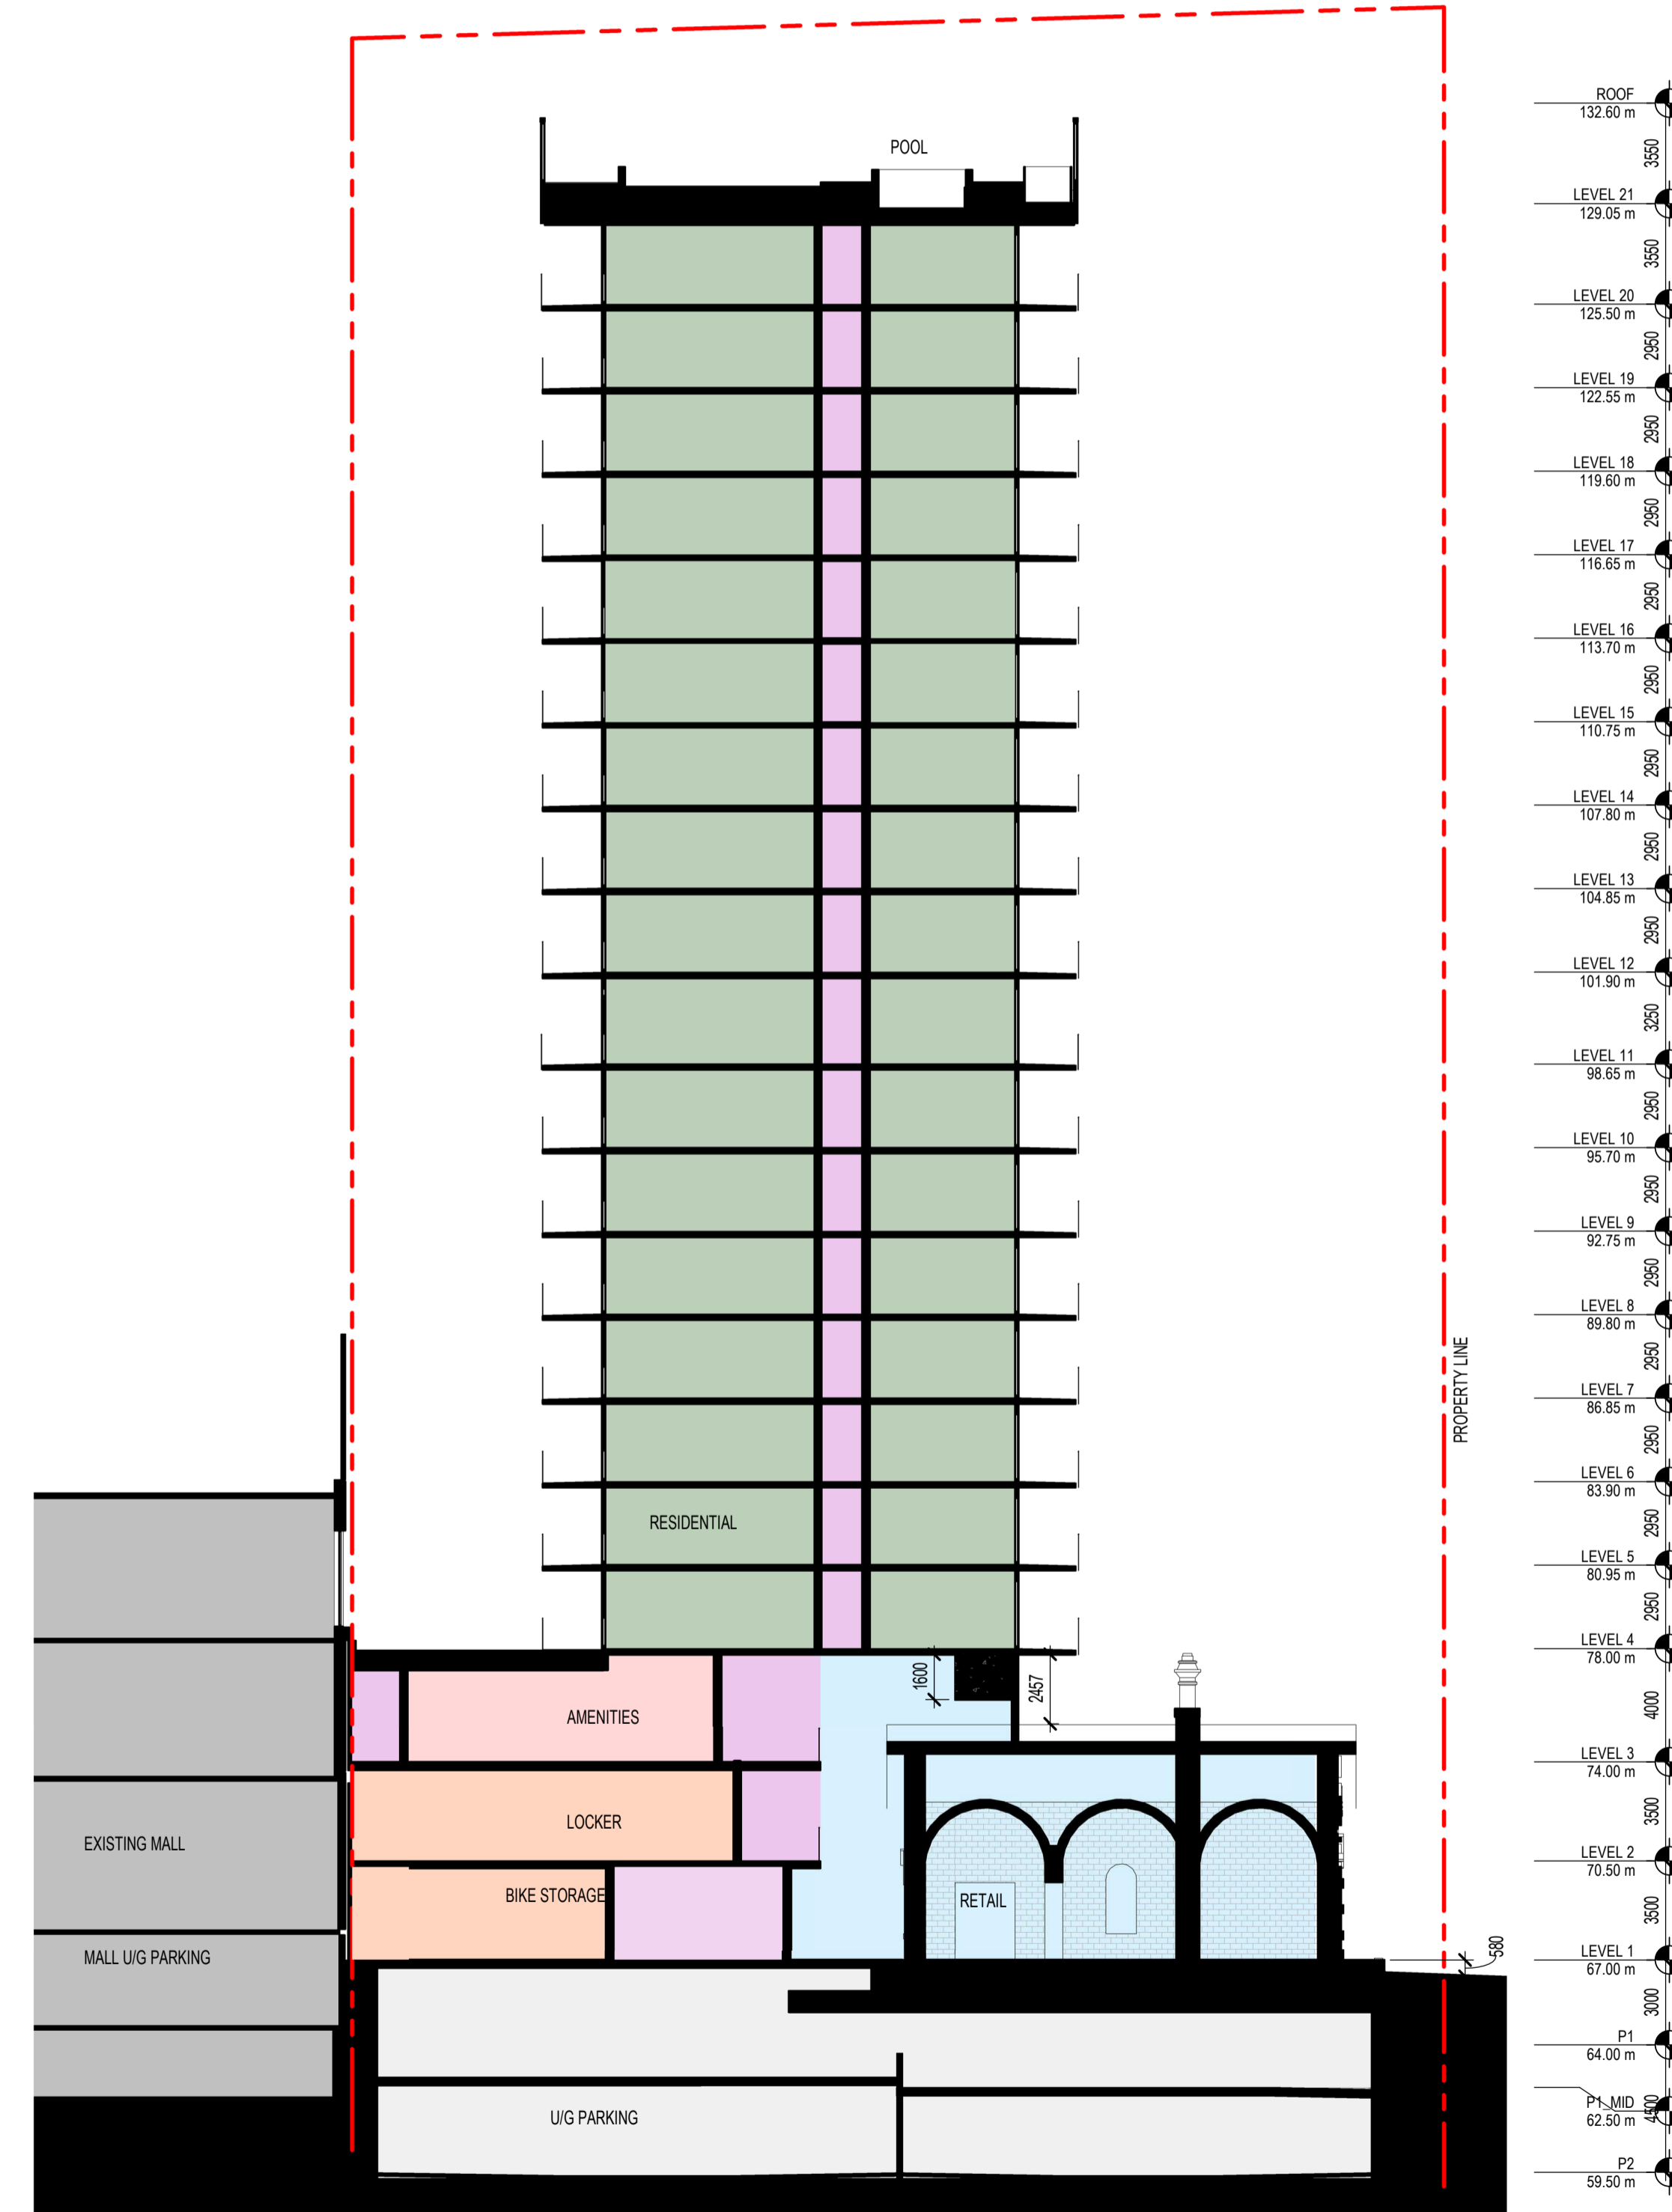 POOL
ROOF
132.60 m
3550
LEVEL 21
129.05 m
3550
LEVEL 20
125.50 m
2950
LEVEL 19
122.55 m
2950
LEVEL 18
119.60 m
2950
LEVEL 17
116.65 m
2950
LEVEL 16
113.70 m
2950
LEVEL 15
110.75 m
2950
LEVEL 14
107.80 m
2950
LEVEL 13
104.85 m
2950
LEVEL 12
101.90 m
3250
LEVEL 11
98.65 m
2950
LEVEL 10
95.70 m
2950
LEVEL 9
92.75 m
2950
LEVEL 8
89.80 m
2950
LEVEL 7
86.85 m
2950
LEVEL 6
83.90 m
2950
LEVEL 5
80.95 m
2950
LEVEL 4
78.00 m
4000
LEVEL 3
74.00 m
3500
LEVEL 2
70.50 m
3500
LEVEL 1
67.00 m
3000
P1
64.00 m
P1_MID
62.50 m
4500
P2
59.50 m
PROPERTY LINE
RESIDENTIAL
1600
2457
AMENITIES
LOCKER
EXISTING MALL
BIKE STORAGE
RETAIL
MALL U/G PARKING
580
U/G PARKING